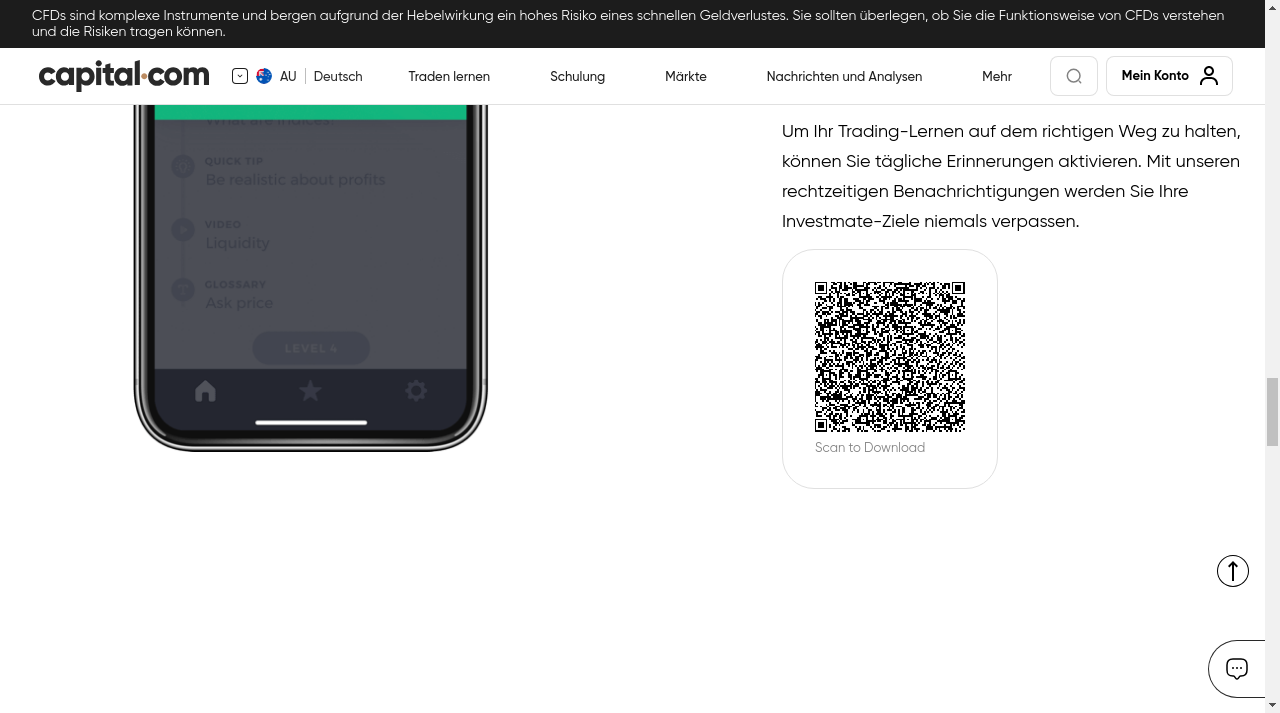 CFDs sind komplexe Instrumente und bergen aufgrund der Hebelwirkung ein hohes Risiko eines schnellen Geldverlustes. Sie sollten überlegen, ob Sie die Funktionsweise von CFDs verstehen
und die Risiken tragen können.
capital.com
AU
Deutsch
Traden lernen
Schulung
Märkte
Nachrichten und Analysen
Mehr
Mein Konto
What are indices?
QUICK TIP
Be realistic about profits
VIDEO
Liquidity
GLOSSARY
Ask price
LEVEL 4
Um Ihr Trading-Lernen auf dem richtigen Weg zu halten,
können Sie tägliche Erinnerungen aktivieren. Mit unseren
rechtzeitigen Benachrichtigungen werden Sie Ihre
Investmate-Ziele niemals verpassen.
Scan to Download